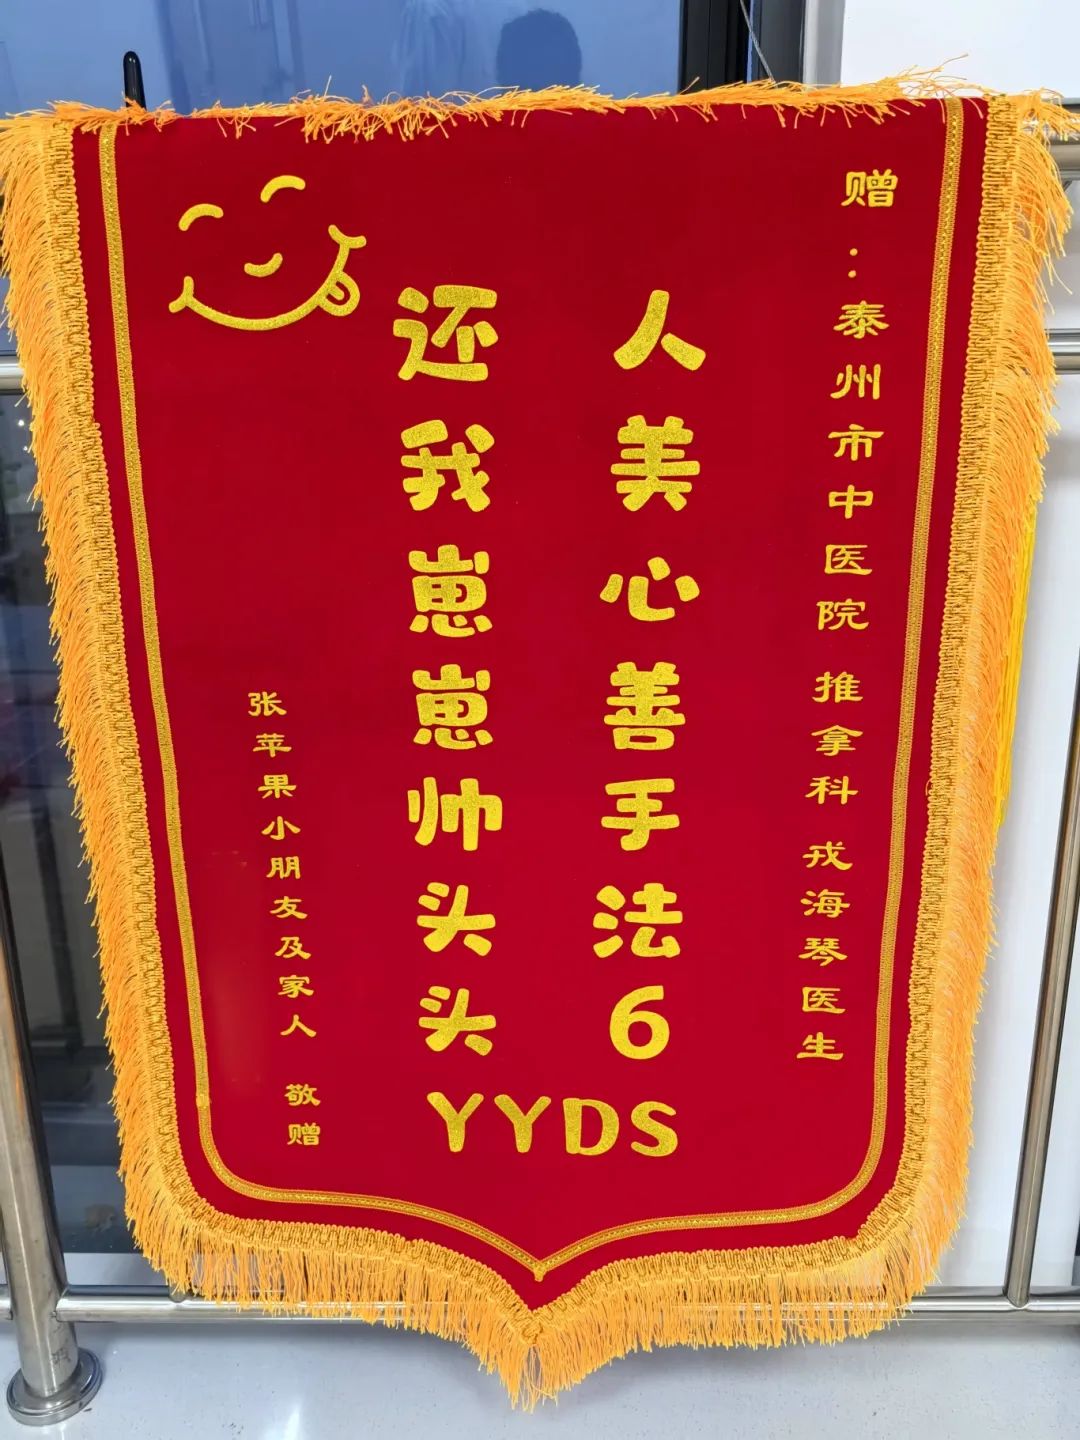 赠：泰州市中医院 推拿科 戎海琴医生
人美心善手法6
还我崽崽帅头头
YYDS
张苹果小朋友及家人 敬赠